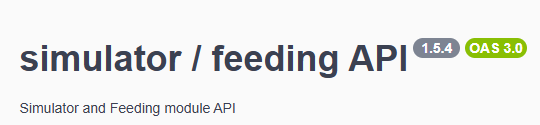 simulator / feeding API 1.5.4 OAS 3.0
Simulator and Feeding module API